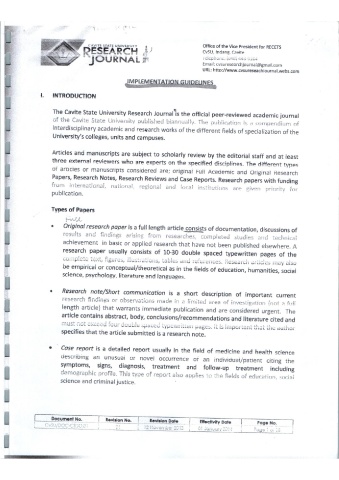 CAVITE STATE UNIVERSITY
RESEARCH
JOURNAL
Office of the Vice President for RECETS
CvSU, Indang, Cavite
Email: cvsuresearchjournal@gmail.com
URL: http://www.cvsuresearchjournal.webs.com
IMPLEMENTATION GUIDELINES
I. INTRODUCTION
The Cavite State University Research Journal is the official peer-reviewed academic journal
of the Cavite State University published biannually. The publication is a compendium of
interdisciplinary academic and research works of the different fields of specialization of the
University's colleges, units and campuses.
Articles and manuscripts are subject to scholarly review by the editorial staff and at least
three external reviewers who are experts on the specified disciplines. The different types
of articles or manuscripts considered are: original Full Academic and Original Research
Papers, Research Notes, Research Reviews and Case Reports. Research papers with funding
from international, national, regional and local institutions are given priority for
publication.
Types of Papers
• Original research paper is a full length article consists of documentation, discussions of
results and findings arising from researches, completed studies and technical
achievement in basic or applied research that have not been published elsewhere. A
research paper usually consists of 10-30 double spaced typewritten pages of the
complete text, figures, illustrations, tables and references. Research articles may also
be empirical or conceptual/theoretical as in the fields of education, humanities, social
science, psychology, literature and languages.
• Research note/Short communication is a short description of important current
research findings or observations made in a limited area of investigation (not a full
length article) that warrants immediate publication and are considered urgent. The
article contains abstract, body, conclusions/recommendations and literature cited and
must not exceed four double spaced typewritten pages. It is important that the author
specifies that the article submitted is a research note.
• Case report is a detailed report usually in the field of medicine and health science
describing an unusual or novel occurrence or an individual/patient citing the
symptoms, signs, diagnosis, treatment and follow-up treatment including
demographic profile. This type of report also applies to the fields of education, social
science and criminal justice.
Document No. Revision No. Revision Date Effectivity Date Page No.